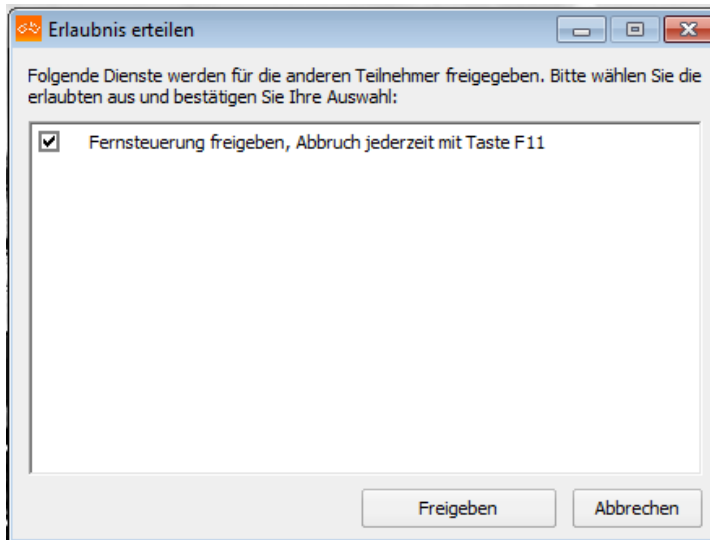 Erlaubnis erteilen
Folgende Dienste werden für die anderen Teilnehmer freigegeben. Bitte wählen Sie die
erlaubten aus und bestätigen Sie Ihre Auswahl:
Fernsteuerung freigeben, Abbruch jederzeit mit Taste F11
Freigeben
Abbrechen